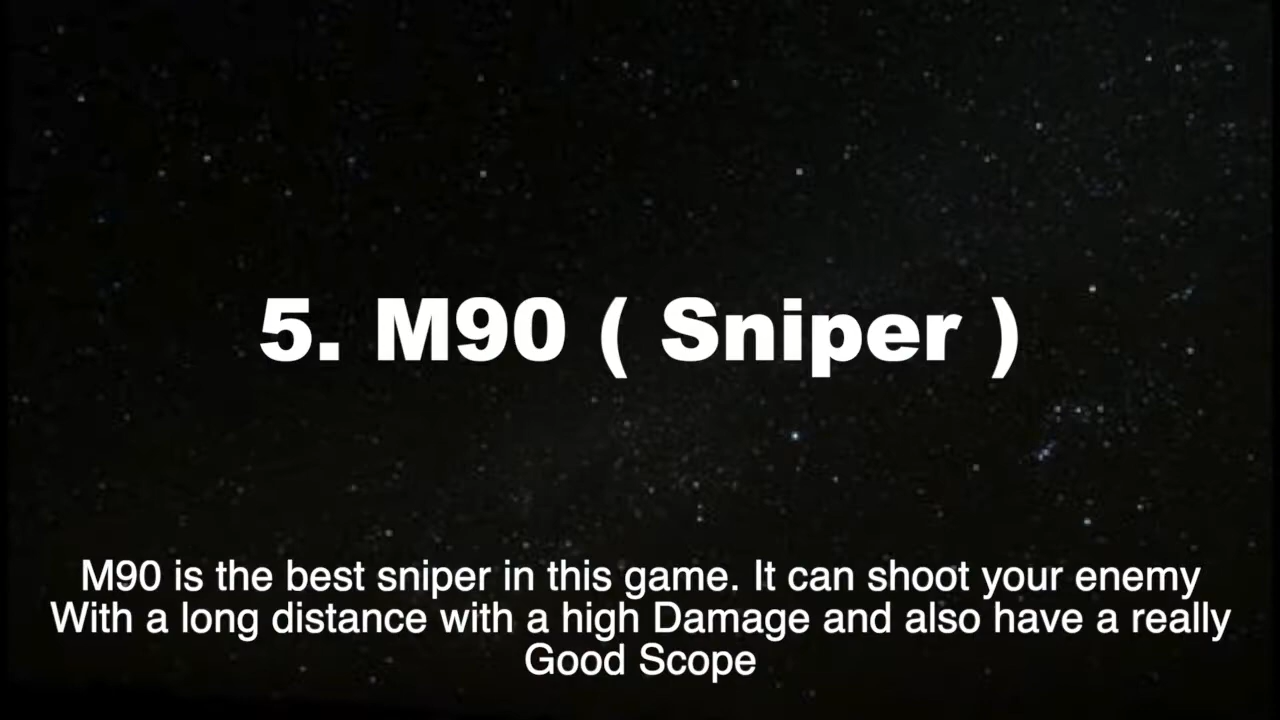 5. M90 ( Sniper )
M90 is the best sniper in this game. It can shoot your enemy
With a long distance with a high Damage and also have a really
Good Scope